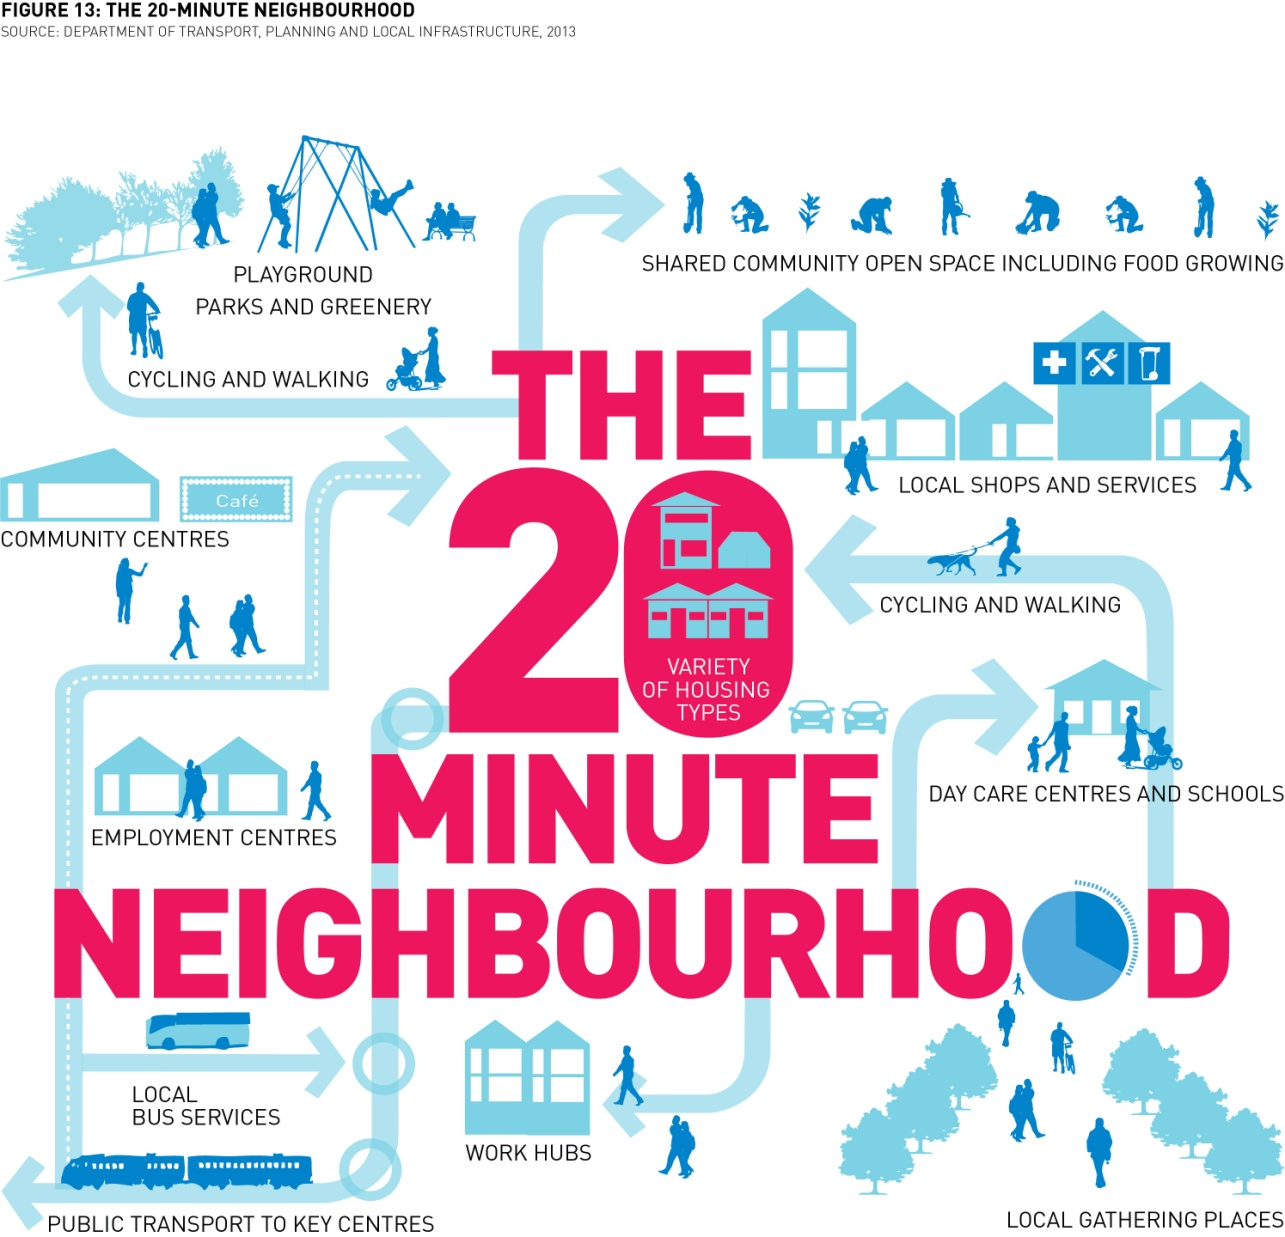 FIGURE 13: THE 20-MINUTE NEIGHBOURHOOD
SOURCE: DEPARTMENT OF TRANSPORT, PLANNING AND LOCAL INFRASTRUCTURE, 2013
PLAYGROUND
PARKS AND GREENERY
CYCLING AND WALKING
SHARED COMMUNITY OPEN SPACE INCLUDING FOOD GROWING
LOCAL SHOPS AND SERVICES
Café
COMMUNITY CENTRES
THE
20
VARIETY
OF HOUSING
TYPES
MINUTE
NEIGHBOURHOOD
CYCLING AND WALKING
DAY CARE CENTRES AND SCHOOLS
EMPLOYMENT CENTRES
LOCAL
BUS SERVICES
WORK HUBS
PUBLIC TRANSPORT TO KEY CENTRES
LOCAL GATHERING PLACES